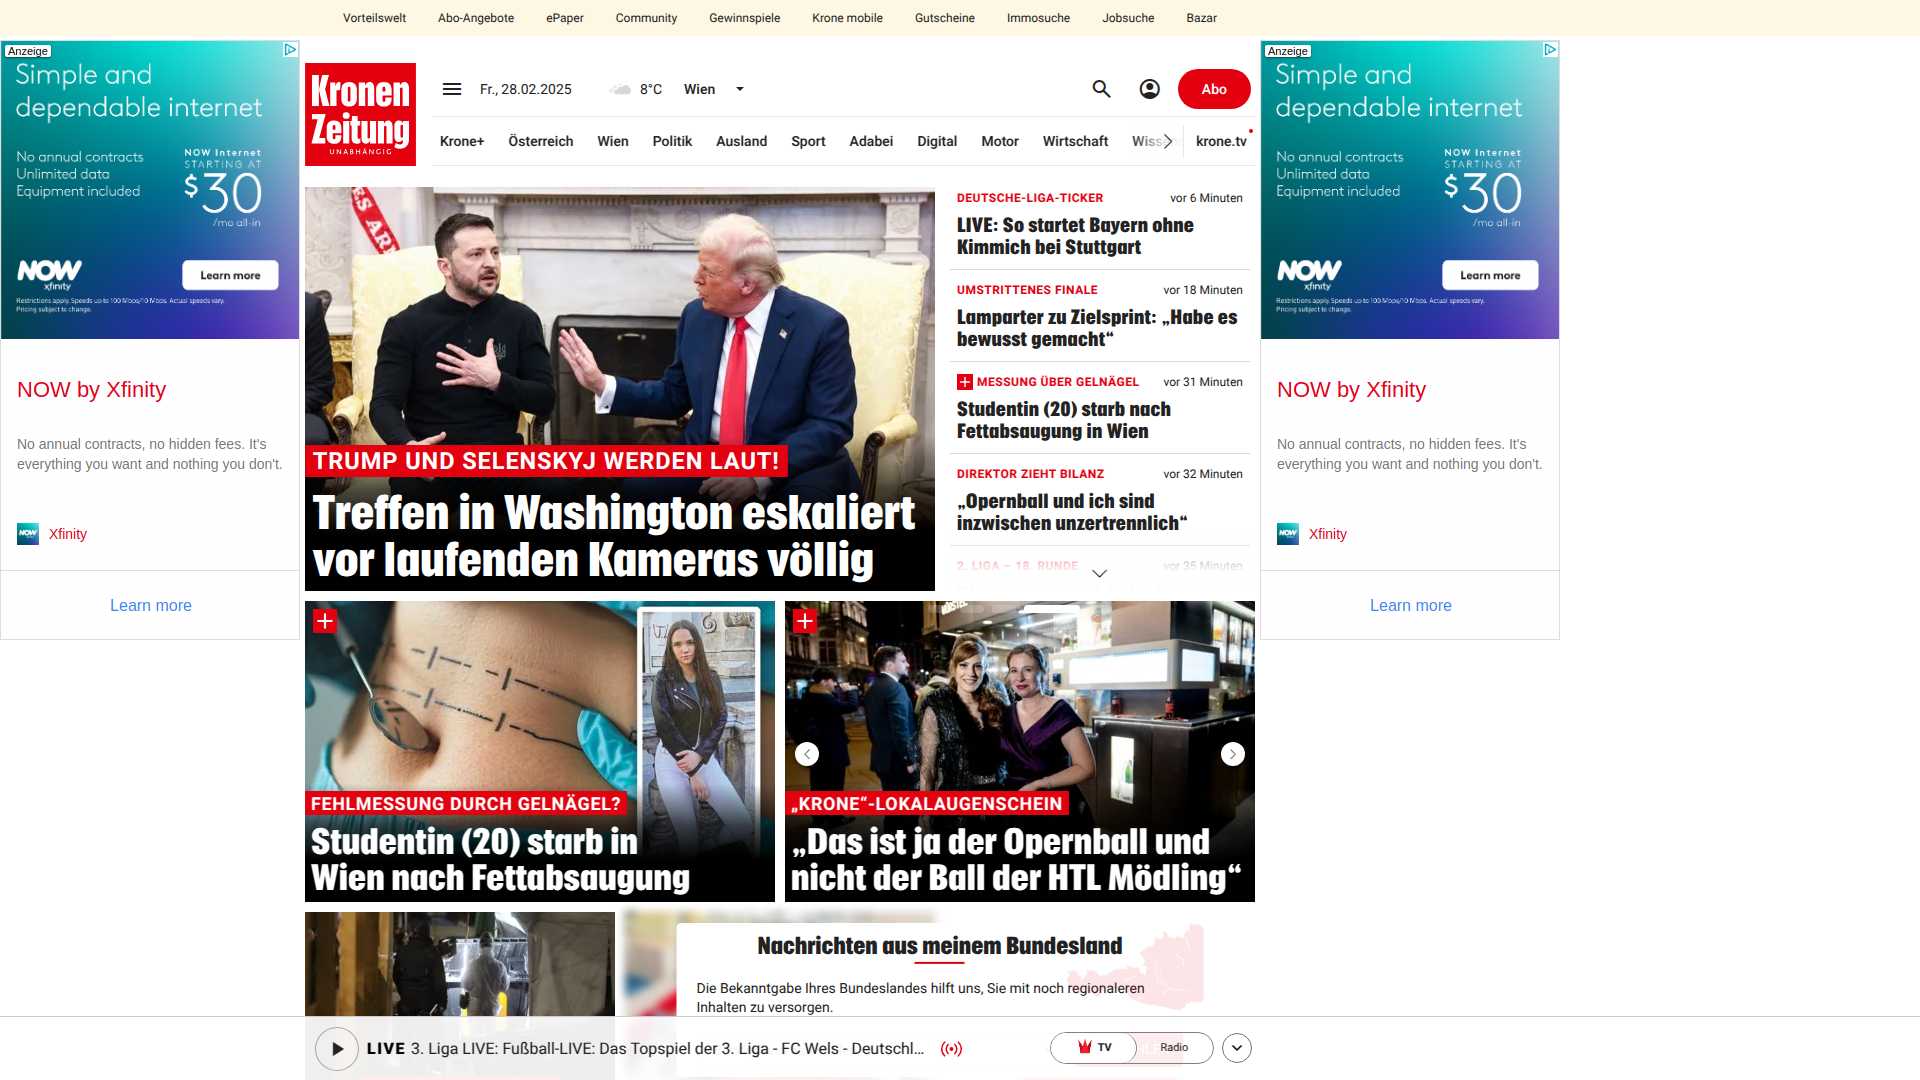 Vorteilswelt Abo-Angebote ePaper Community Gewinnspiele Krone mobile Gutscheine Immosuche Jobsuche Bazar
Anzeige
Simple and
dependable internet
No annual contracts
Unlimited data
Equipment included
NOW Internet
STARTING AT
$30
/mo all-in
NOW
xfinity
Learn more
Restrictions apply. Speeds up to 100 Mbps/10 Mbps. Actual speeds vary.
Pricing subject to change.
NOW by Xfinity
No annual contracts, no hidden fees. It's
everything you want and nothing you don't.
NOW
Xfinity
Learn more
Kronen
Zeitung
UNABHÄNGIG
Fr., 28.02.2025
8°C
Wien
Abo
Krone+ Österreich Wien Politik Ausland Sport Adabei Digital Motor Wirtschaft krone.tv
TRUMP UND SELENSKYJ WERDEN LAUT!
Treffen in Washington eskaliert
vor laufenden Kameras völlig
DEUTSCHE-LIGA-TICKER vor 6 Minuten
LIVE: So startet Bayern ohne
Kimmich bei Stuttgart
UMSTRITTENES FINALE vor 18 Minuten
Lamparter zu Zielsprint: „Habe es
bewusst gemacht“
MESSUNG ÜBER GELNÄGEL vor 31 Minuten
Studentin (20) starb nach
Fettabsaugung in Wien
DIREKTOR ZIEHT BILANZ vor 32 Minuten
„Opernball und ich sind
inzwischen unzertrennlich“
2. LIGA – 18. RUNDE vor 35 Minuten
FEHLMESSUNG DURCH GELNÄGEL?
Studentin (20) starb in
Wien nach Fettabsaugung
„KRONE“-LOKALAUGENSCHEIN
„Das ist ja der Opernball und
nicht der Ball der HTL Mödling“
Nachrichten aus meinem Bundesland
Die Bekanntgabe Ihres Bundeslandes hilft uns, Sie mit noch regionaleren
Inhalten zu versorgen.
LIVE 3. Liga LIVE: Fußball-LIVE: Das Topspiel der 3. Liga - FC Wels - Deutschl...
TV
Radio
Anzeige
Simple and
dependable internet
No annual contracts
Unlimited data
Equipment included
NOW Internet
STARTING AT
$30
/mo all-in
NOW
xfinity
Learn more
Restrictions apply. Speeds up to 100 Mbps/10 Mbps. Actual speeds vary.
Pricing subject to change.
NOW by Xfinity
No annual contracts, no hidden fees. It's
everything you want and nothing you don't.
NOW
Xfinity
Learn more